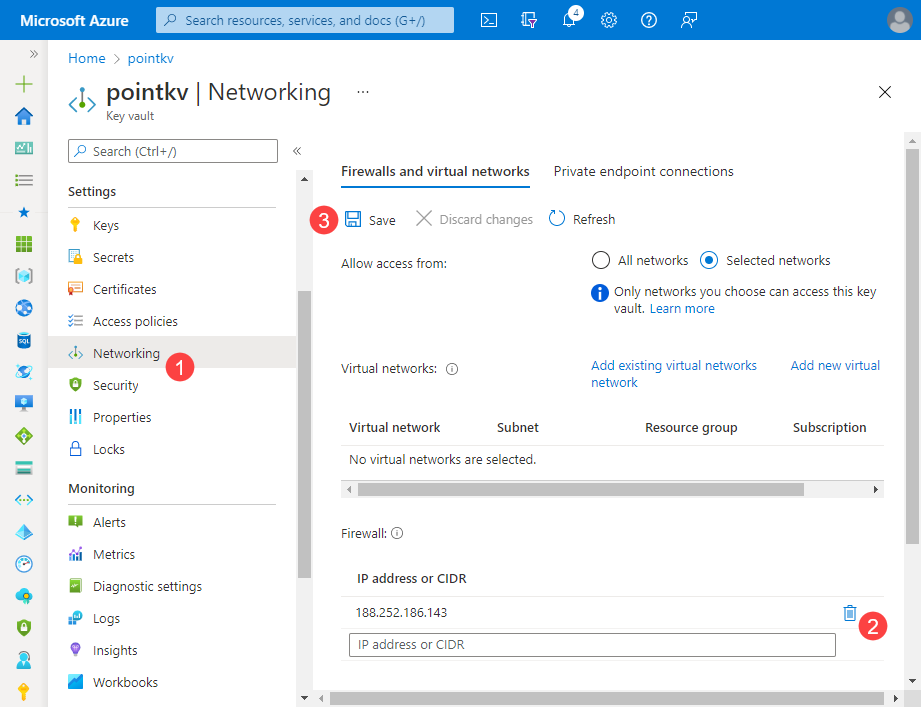 Microsoft Azure
Search resources, services, and docs (G+/)
4
Home > pointkv
pointkv | Networking ...
Key vault
Search (Ctrl+/)
Settings
Keys
Secrets
Certificates
Access policies
Networking
1
Security
Properties
Locks
Monitoring
Alerts
Metrics
Diagnostic settings
Logs
Insights
Workbooks
SQL
Firewalls and virtual networks
Private endpoint connections
3
Save
Discard changes
Refresh
Allow access from:
All networks
Selected networks
Only networks you choose can access this key
vault. Learn more
Virtual networks:
Add existing virtual networks
Add new virtual
network
Virtual network
Subnet
Resource group
Subscription
No virtual networks are selected.
Firewall:
IP address or CIDR
188.252.186.143
2
IP address or CIDR